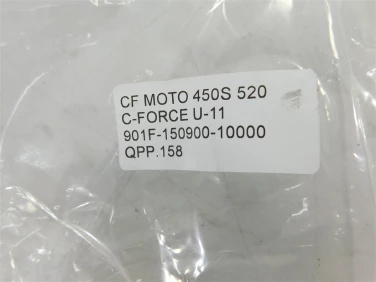 CF MOTO 450S 520
C-FORCE U-11
901F-150900-10000
QPP.158